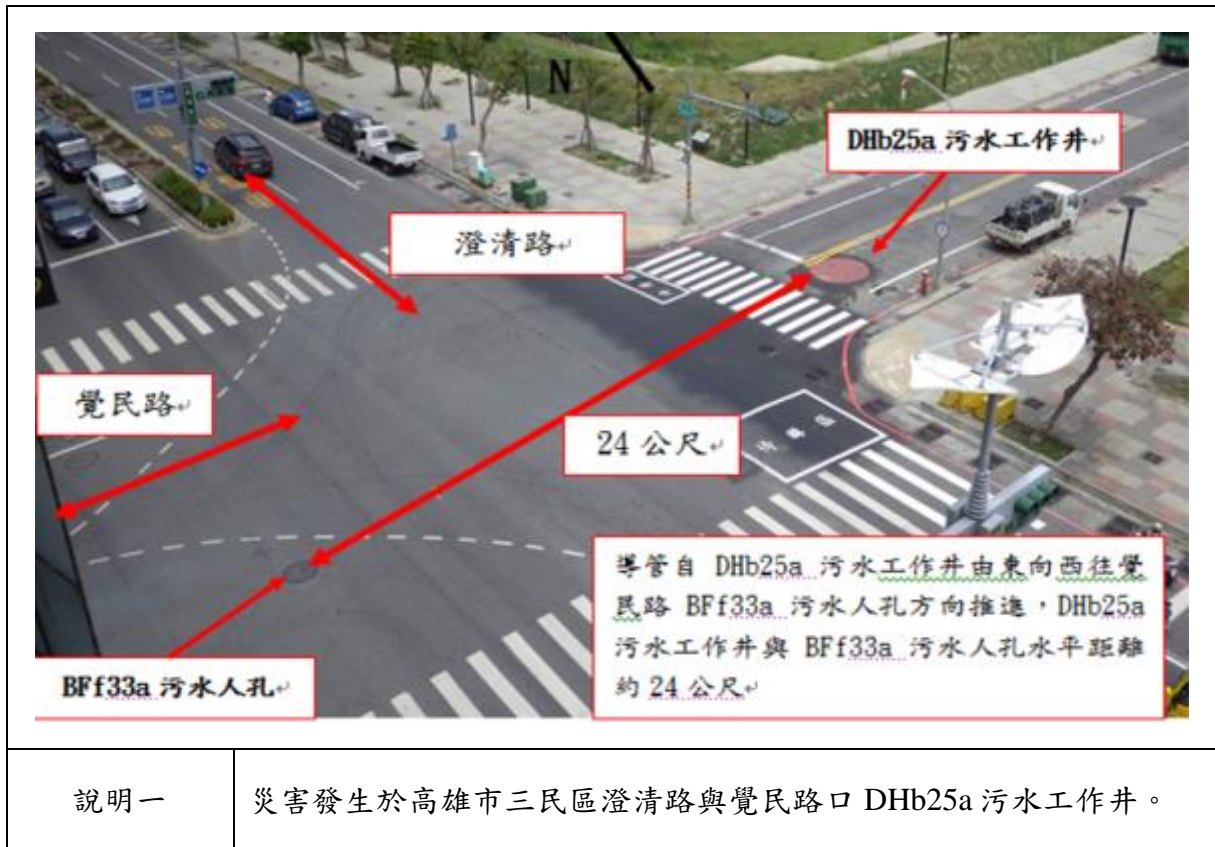 N
DHb25a 污水工作井
澄清路
覺民路
24 公尺
導管自 DHb25a 污水工作井由東向西往覺
民路 BFf33a 污水人孔方向推進，DHb25a
污水工作井與 BFf33a 污水人孔水平距離
約 24 公尺
BFf33a 污水人孔
說明一
災害發生於高雄市三民區澄清路與覺民路口 DHb25a 污水工作井。